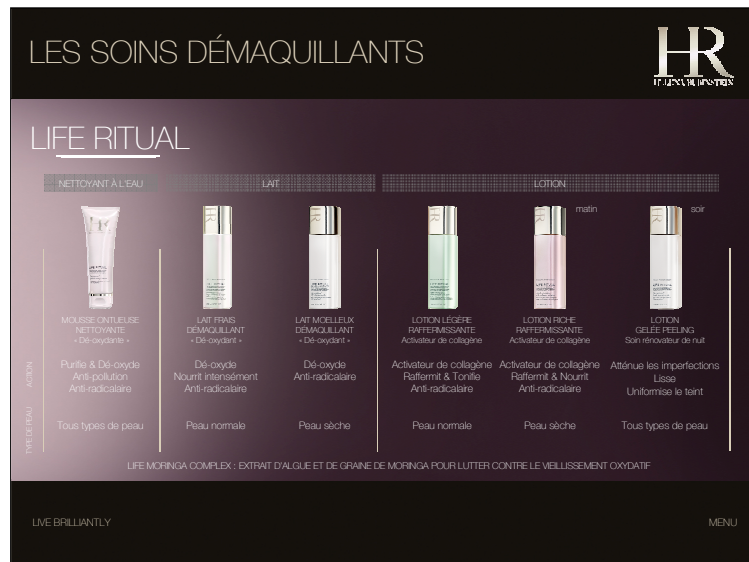 LES SOINS DÉMAQUILLANTS
HR
HELENA RUBINSTEIN
LIFE RITUAL
NETTOYANT À L'EAU
LAIT
LOTION
matin
soir
MOUSSE ONTUEUSE
NETTOYANTE
« Dé-oxydante »
LAIT FRAIS
DÉMAQUILLANT
« Dé-oxydant »
LAIT MOELLEUX
DÉMAQUILLANT
« Dé-oxydant »
LOTION LÉGÈRE
RAFFERMISSANTE
Activateur de collagène
LOTION RICHE
RAFFERMISSANTE
Activateur de collagène
LOTION
GELÉE PEELING
Soin rénovateur de nuit
ACTION
Purifie & Dé-oxyde
Anti-pollution
Anti-radicalaire
Dé-oxyde
Nourrit intensément
Anti-radicalaire
Dé-oxyde
Anti-radicalaire
Activateur de collagène
Raffermit & Tonifie
Anti-radicalaire
Activateur de collagène
Raffermit & Nourrit
Anti-radicalaire
Atténue les imperfections
Lisse
Uniformise le teint
TYPE DE PEAU
Tous types de peau
Peau normale
Peau sèche
Peau normale
Peau sèche
Tous types de peau
LIFE MORINGA COMPLEX : EXTRAIT D'ALGUE ET DE GRAINE DE MORINGA POUR LUTTER CONTRE LE VIEILLISSEMENT OXYDATIF
LIVE BRILLIANTLY
MENU